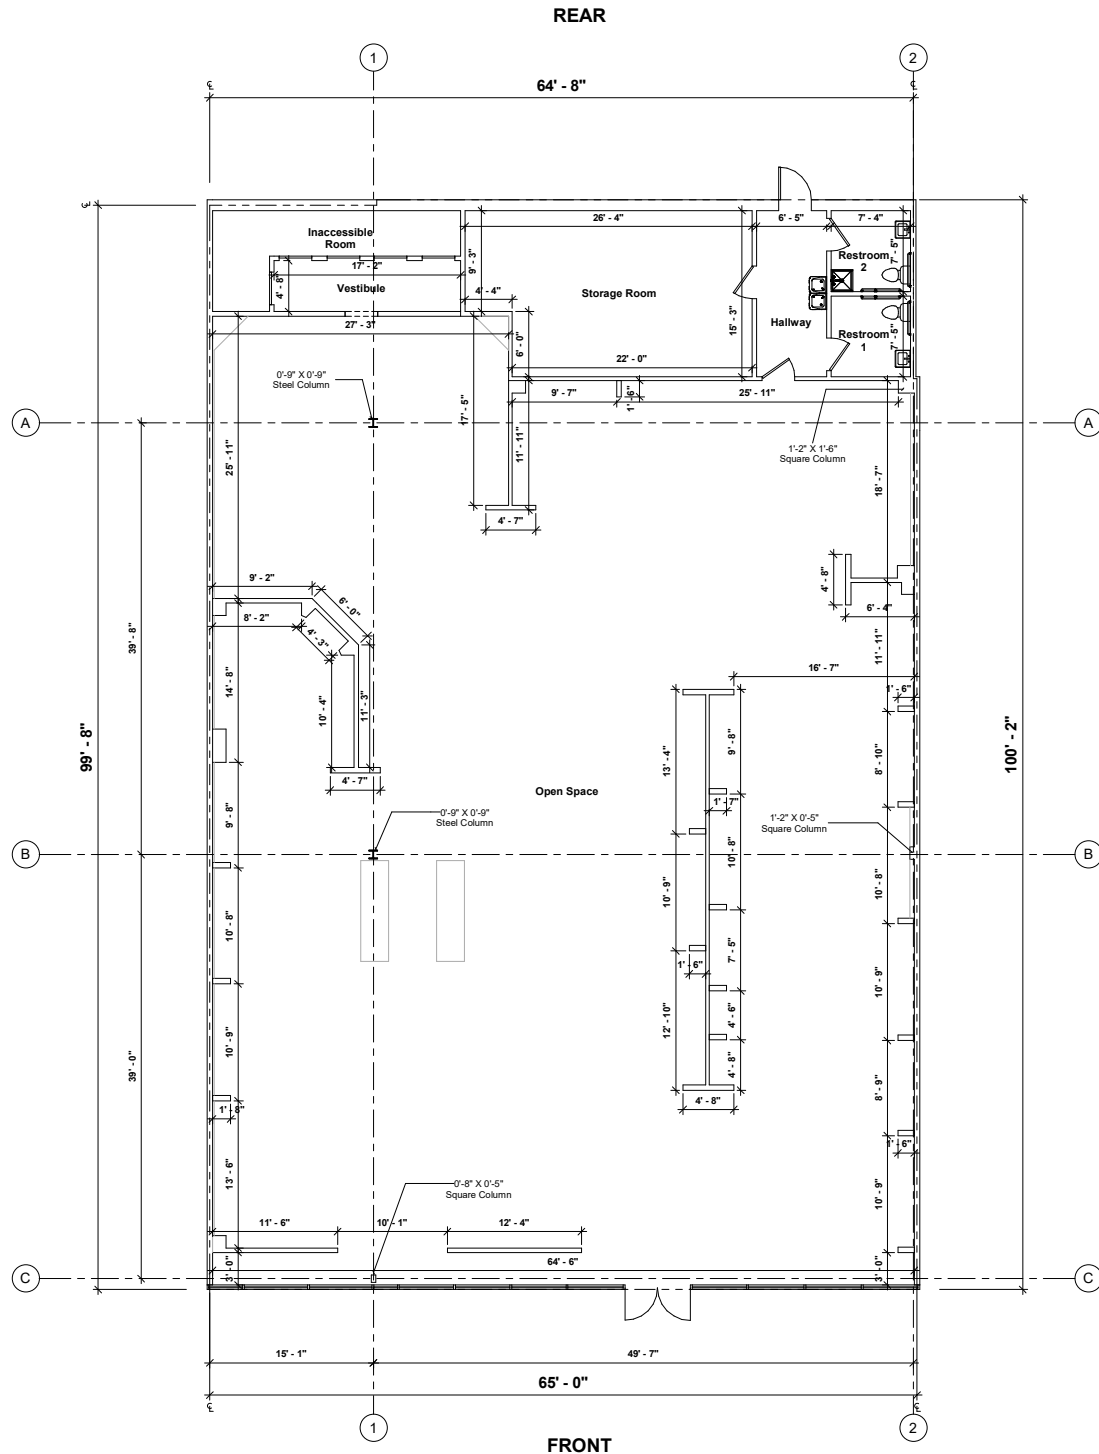 REAR
1
2
℄
℄
64' - 8"
℄
26' - 4"
6' - 5"
7' - 4"
Inaccessible
Room
17' - 2"
9' - 3"
7' - 5"
Restroom
2
4' - 8"
Vestibule
4' - 4"
Storage Room
15' - 3"
Hallway
27' - 3"
6' - 0"
Restroom
1
7' - 5"
22' - 0"
0'-9" X 0'-9"
Steel Column
9' - 7"
1' - 6"
25' - 11"
17' - 5"
11' - 11"
A
A
25' - 11"
1'-2" X 1'-6"
Square Column
18' - 7"
4' - 7"
9' - 2"
6' - 0"
4' - 8"
6' - 4"
8' - 2"
4' - 3"
39' - 8"
11' - 11"
14' - 8"
16' - 7"
10' - 4"
11' - 3"
1' - 6"
99' - 8"
100' - 2"
13' - 4"
9' - 8"
8' - 10"
4' - 7"
Open Space
1' - 7"
0'-9" X 0'-9"
Steel Column
1'-2" X 0'-5"
Square Column
9' - 8"
B
B
10' - 8"
10' - 8"
10' - 9"
10' - 8"
1' - 6"
7' - 5"
10' - 9"
12' - 10"
4' - 6"
10' - 9"
39' - 0"
4' - 8"
8' - 9"
4' - 8"
1' - 8"
1' - 6"
13' - 6"
0'-8" X 0'-5"
Square Column
10' - 9"
11' - 6"
10' - 1"
12' - 4"
64' - 6"
3' - 0"
3' - 0"
C
C
15' - 1"
49' - 7"
65' - 0"
℄
℄
1
2
FRONT